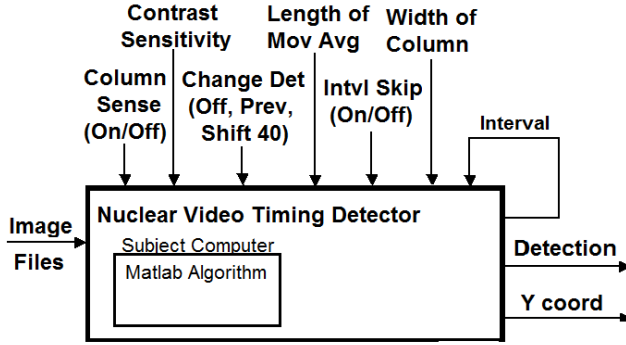 Contrast
Sensitivity
Length of
Mov Avg
Width of
Column
Column
Sense
(On/Off)
Change Det
(Off, Prev,
Shift 40)
Intvl Skip
(On/Off)
Interval
Image
Files
Nuclear Video Timing Detector
Subject Computer
Matlab Algorithm
Detection
Y coord